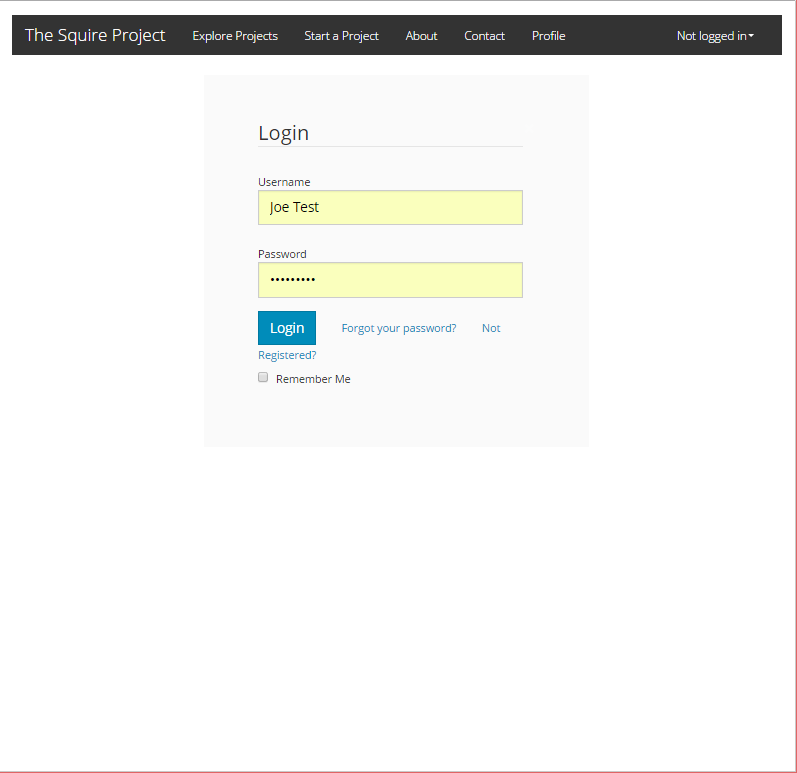 The Squire Project Explore Projects Start a Project About Contact Profile Not logged in
Login
Username
Joe Test
Password
•••••••••
Login Forgot your password? Not
Registered?
Remember Me